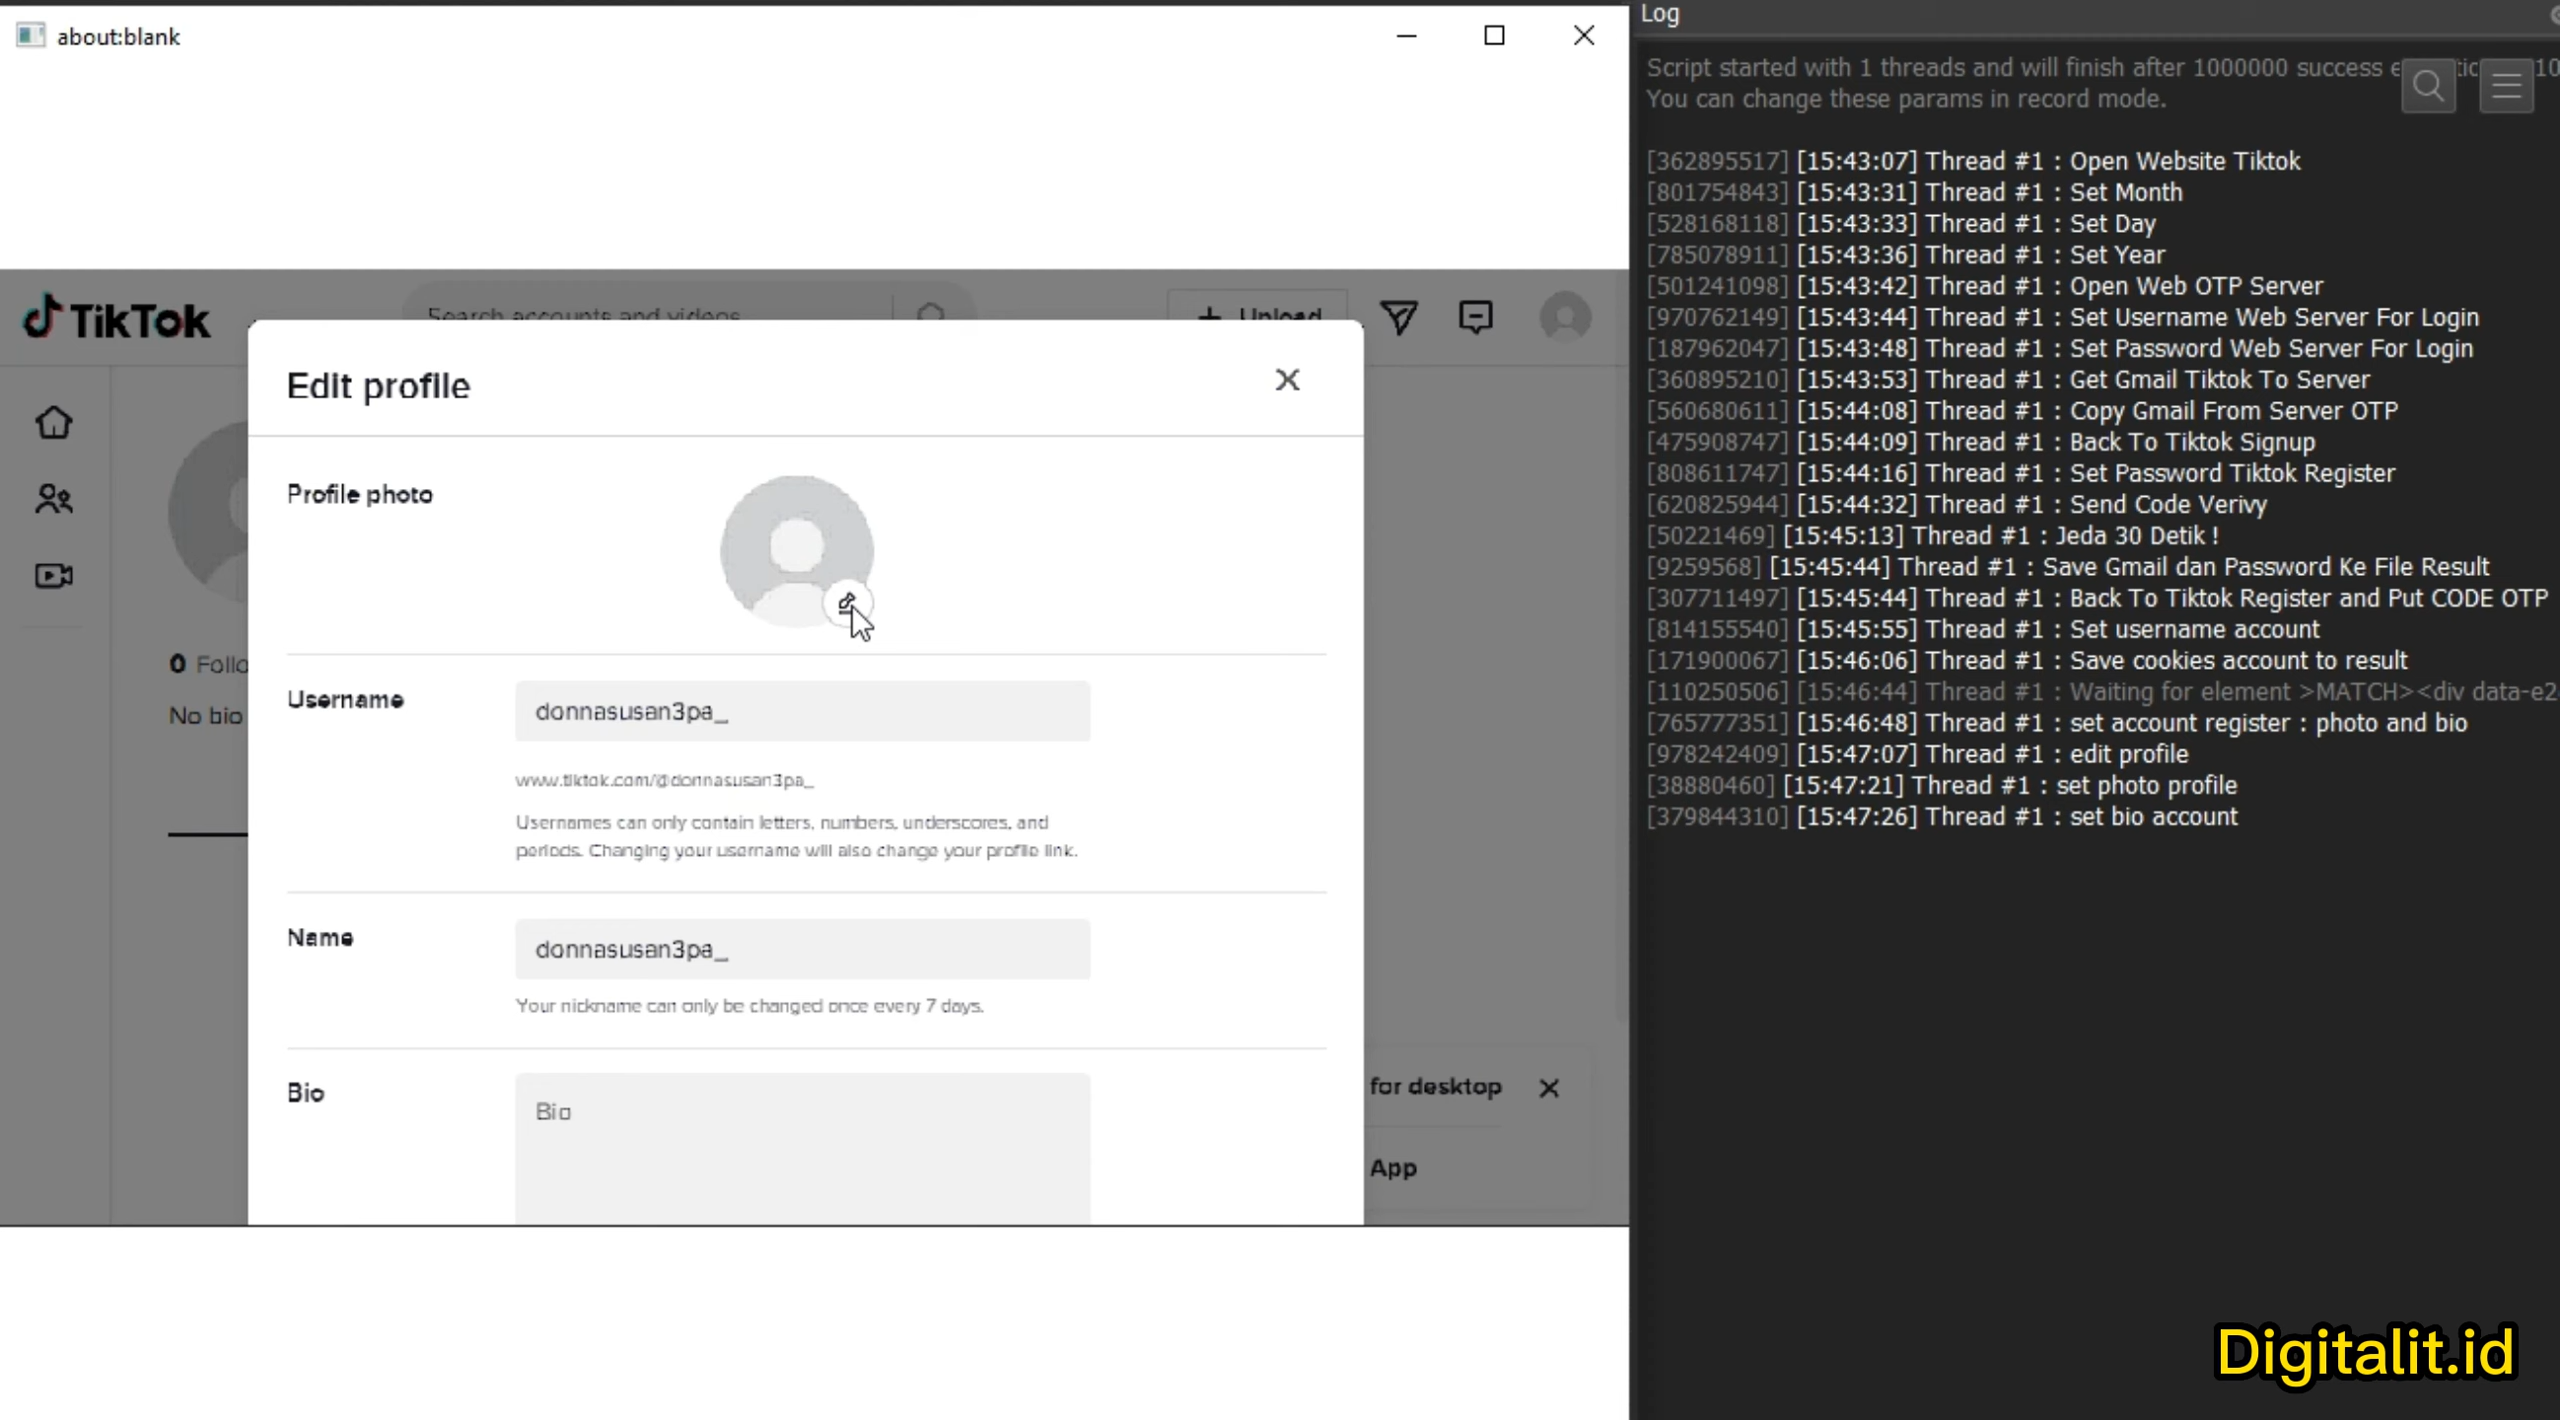 about:blank
TikTok
Search accounts and videos
Upload
Edit profile
Profile photo
0 Follo
No bio
Username
donnasusan3pa_
www.tiktok.com/@donnasusan3pa_
Usernames can only contain letters, numbers, underscores, and
periods. Changing your username will also change your profile link.
Name
donnasusan3pa_
Your nickname can only be changed once every 7 days.
Bio
Bio
for desktop
App
Log
Script started with 1 threads and will finish after 1000000 success
You can change these params in record mode.
[362895517] [15:43:07] Thread #1 : Open Website Tiktok
[801754843] [15:43:31] Thread #1 : Set Month
[528168118] [15:43:33] Thread #1 : Set Day
[785078911] [15:43:36] Thread #1 : Set Year
[501241098] [15:43:42] Thread #1 : Open Web OTP Server
[970762149] [15:43:44] Thread #1 : Set Username Web Server For Login
[187962047] [15:43:48] Thread #1 : Set Password Web Server For Login
[360895210] [15:43:53] Thread #1 : Get Gmail Tiktok To Server
[560680611] [15:44:08] Thread #1 : Copy Gmail From Server OTP
[475908747] [15:44:09] Thread #1 : Back To Tiktok Signup
[808611747] [15:44:16] Thread #1 : Set Password Tiktok Register
[620825944] [15:44:32] Thread #1 : Send Code Verivy
[50221469] [15:45:13] Thread #1 : Jeda 30 Detik !
[9259568] [15:45:44] Thread #1 : Save Gmail dan Password Ke File Result
[307711497] [15:45:44] Thread #1 : Back To Tiktok Register and Put CODE OTP
[814155540] [15:45:55] Thread #1 : Set username account
[171900067] [15:46:06] Thread #1 : Save cookies account to result
[110250506] [15:46:44] Thread #1 : Waiting for element >MATCH><div data-e2
[765777351] [15:46:48] Thread #1 : set account register : photo and bio
[978242409] [15:47:07] Thread #1 : edit profile
[38880460] [15:47:21] Thread #1 : set photo profile
[379844310] [15:47:26] Thread #1 : set bio account
Digitalit.id